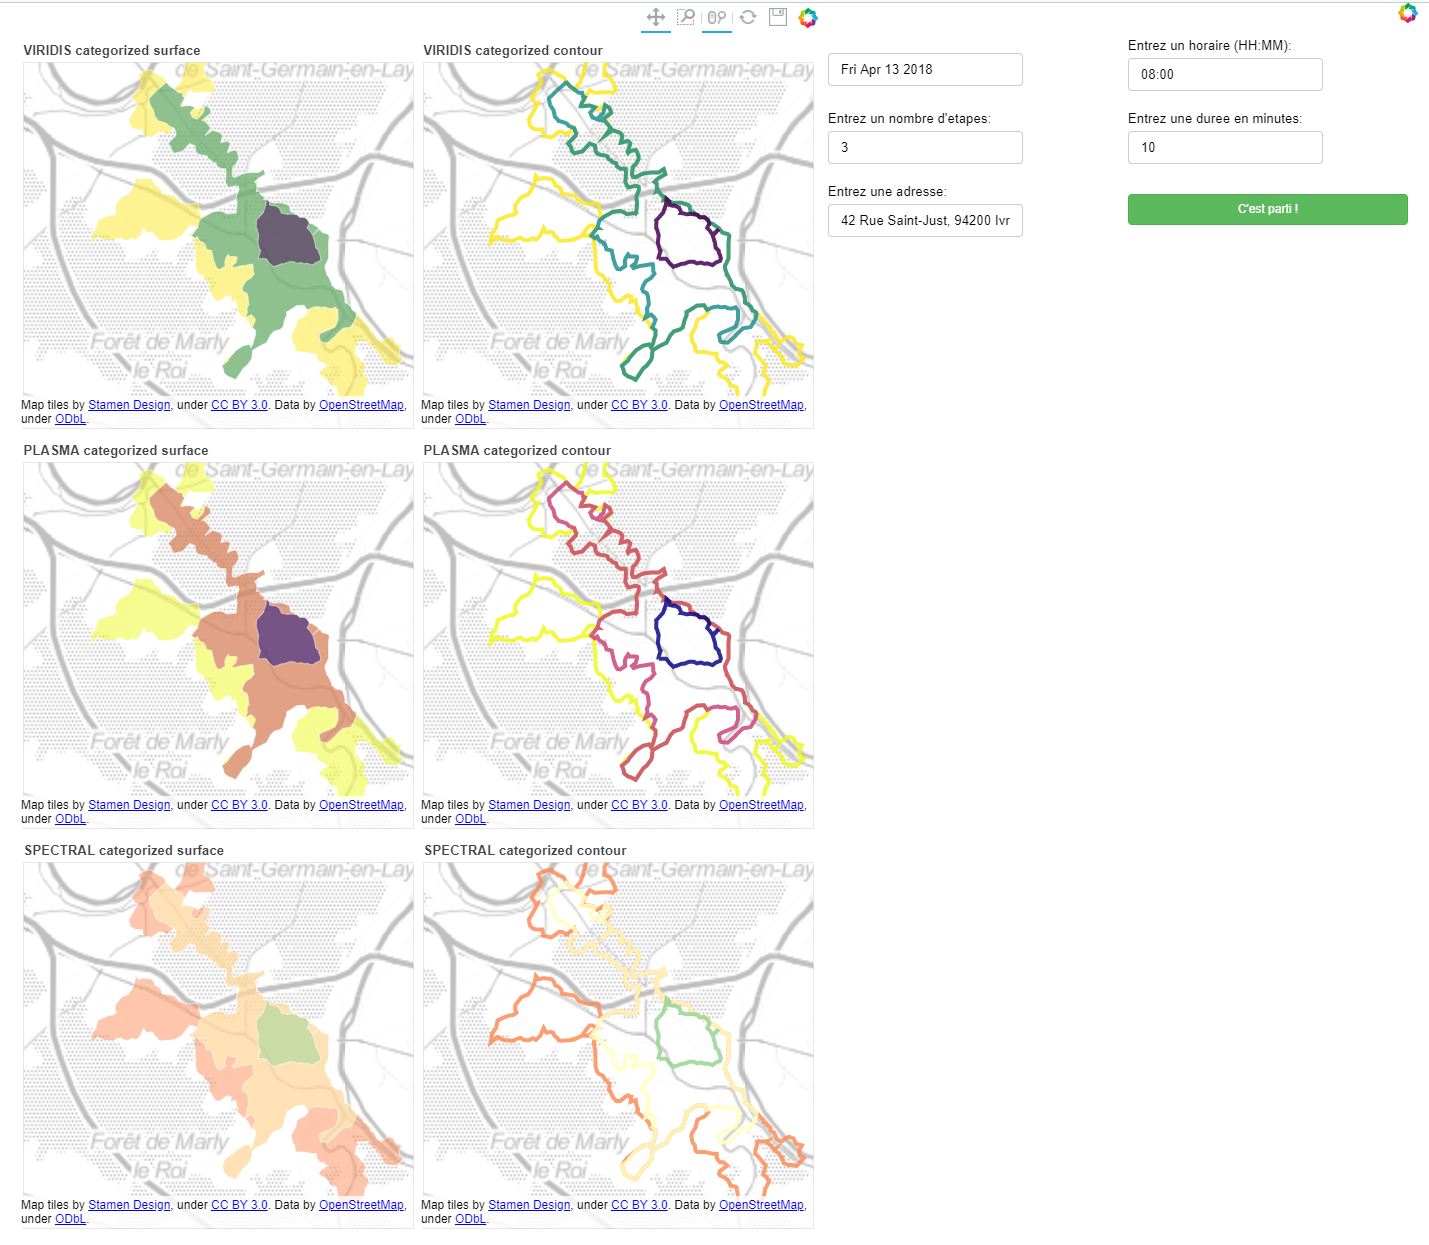 VIRIDIS categorized surface
VIRIDIS categorized contour
de Saint-Germain-en-Lay
de Saint-Germain-en-Lay
Forêt de Marly
le Roi
Forêt de Marly
le Roi
Map tiles by Stamen Design, under CC BY 3.0. Data by OpenStreetMap,
under ODbL.
Map tiles by Stamen Design, under CC BY 3.0. Data by OpenStreetMap,
under ODbL.
Fri Apr 13 2018
Entrez un horaire (HH:MM):
08:00
Entrez un nombre d'etapes:
3
Entrez une duree en minutes:
10
Entrez une adresse:
42 Rue Saint-Just, 94200 Ivr
C'est parti !
PLASMA categorized surface
PLASMA categorized contour
de Saint-Germain-en-Lay
de Saint-Germain-en-Lay
Forêt de Marly
le Roi
Forêt de Marly
le Roi
Map tiles by Stamen Design, under CC BY 3.0. Data by OpenStreetMap,
under ODbL.
Map tiles by Stamen Design, under CC BY 3.0. Data by OpenStreetMap,
under ODbL.
SPECTRAL categorized surface
SPECTRAL categorized contour
de Saint-Germain-en-Lay
de Saint-Germain-en-Lay
Forêt de Marly
le Roi
Forêt de Marly
le Roi
Map tiles by Stamen Design, under CC BY 3.0. Data by OpenStreetMap,
under ODbL.
Map tiles by Stamen Design, under CC BY 3.0. Data by OpenStreetMap,
under ODbL.